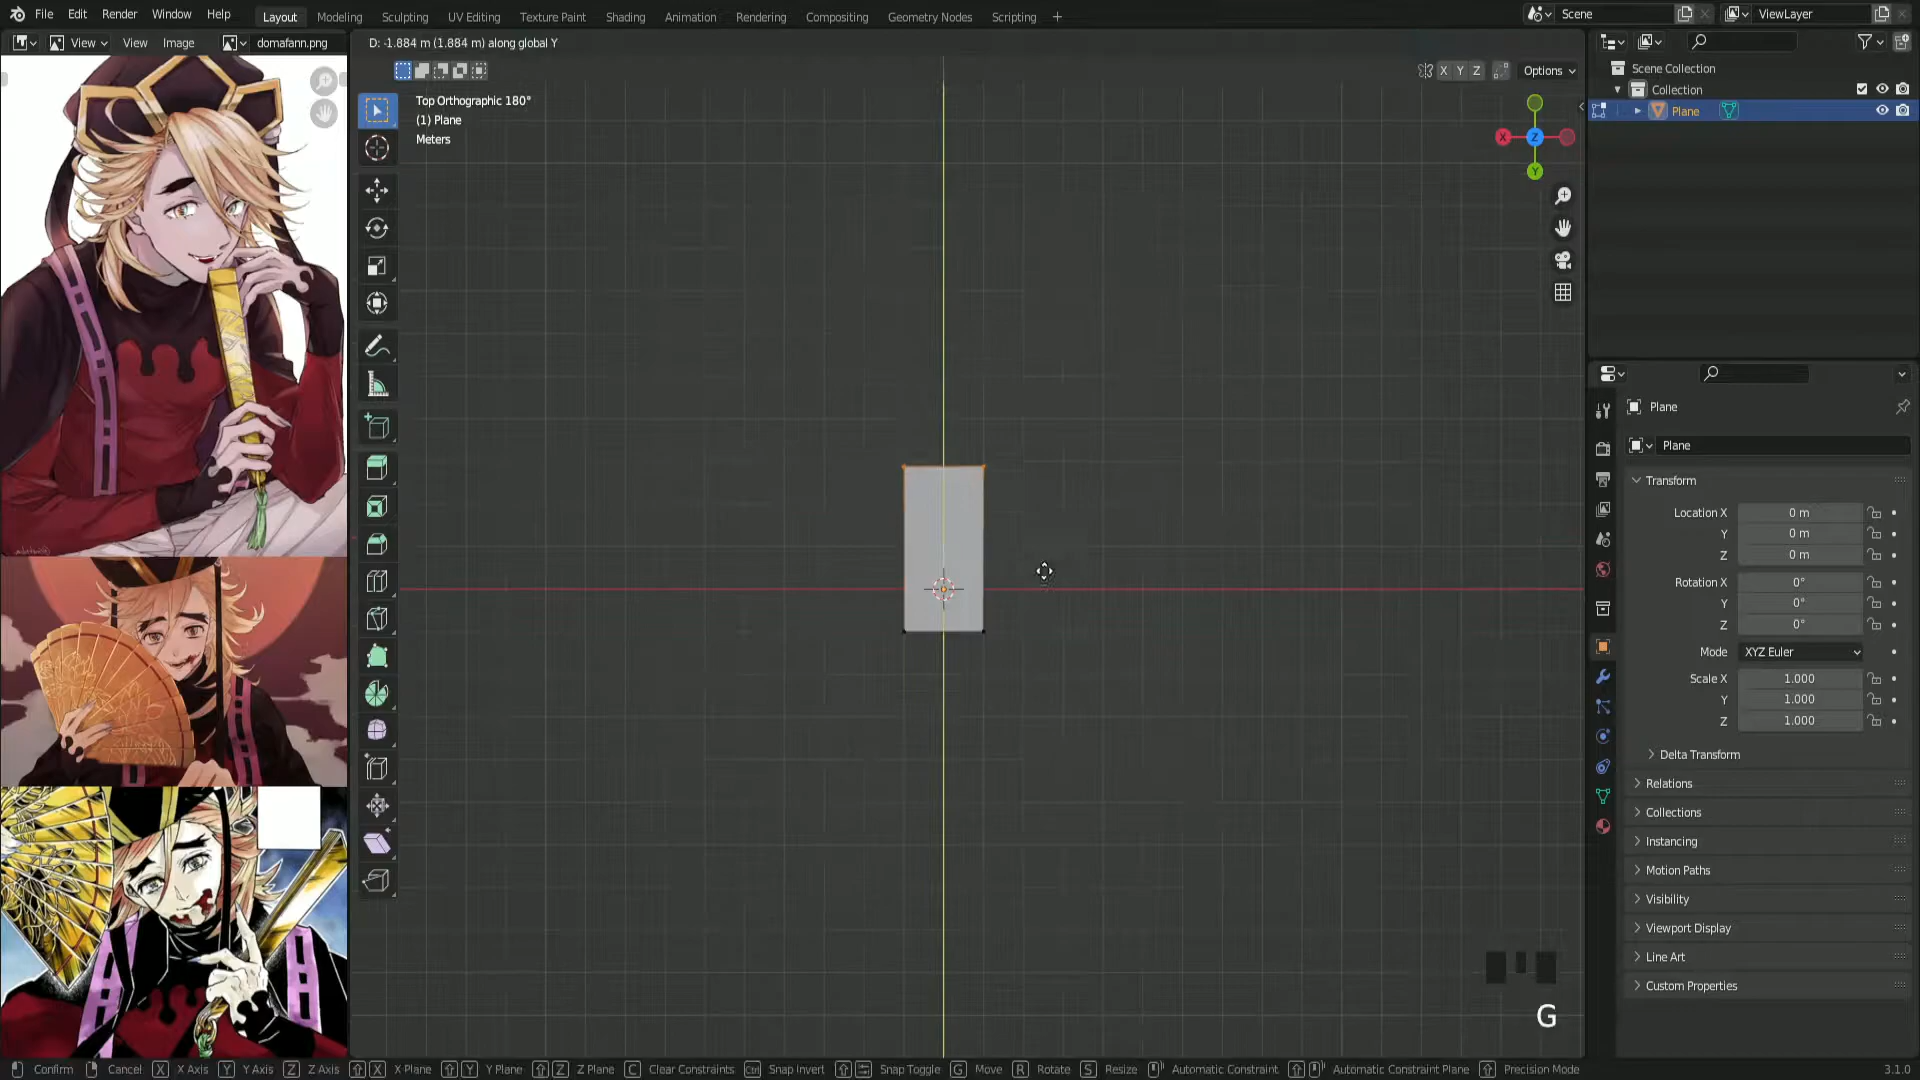 File Edit Render Window Help Layout Modeling Sculpting UV Editing Texture Paint Shading Animation Rendering Compositing Geometry Nodes Scripting + Scene ViewLayer
View View Image domafann.png D: -1.884 m (1.884 m) along global Y
X Y Z Options
Top Orthographic 180°
(1) Plane
Meters
X Z Y
Scene Collection
Collection
Plane
Plane
Plane
Transform
Location X 0 m
Y 0 m
Z 0 m
Rotation X 0°
Y 0°
Z 0°
Mode XYZ Euler
Scale X 1.000
Y 1.000
Z 1.000
Delta Transform
Relations
Collections
Instancing
Motion Paths
Visibility
Viewport Display
Line Art
Custom Properties
G
Confirm Cancel X X Axis Y Y Axis Z Z Axis X X Plane Y Y Plane Z Z Plane C Clear Constraints Ctrl Snap Invert Snap Toggle G Move R Rotate S Resize Automatic Constraint Automatic Constraint Plane Precision Mode 3.1.0